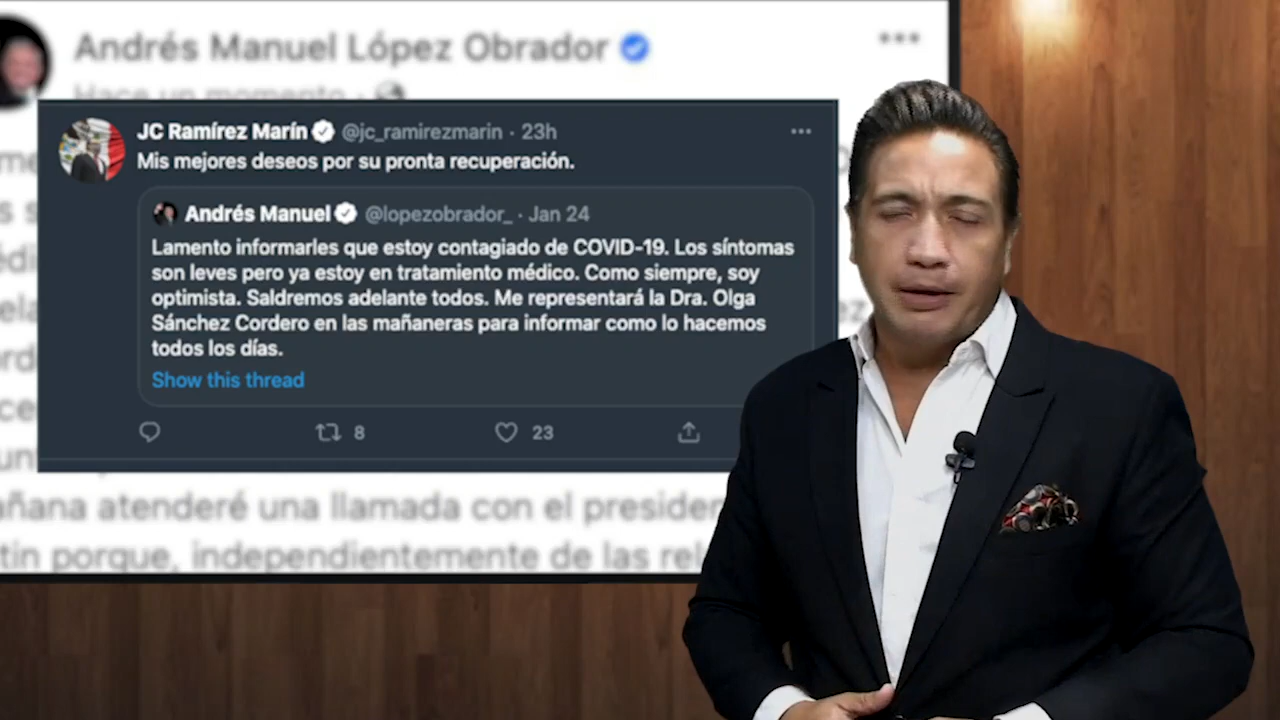 Andrés Manuel López Obrador
Hace un momento ·
JC Ramírez Marín @jc_ramirezmarin · 23h
Mis mejores deseos por su pronta recuperación.
Andrés Manuel @lopezobrador_ · Jan 24
Lamento informarles que estoy contagiado de COVID-19. Los síntomas
son leves pero ya estoy en tratamiento médico. Como siempre, soy
optimista. Saldremos adelante todos. Me representará la Dra. Olga
Sánchez Cordero en las mañaneras para informar como lo hacemos
todos los días.
Show this thread
8 23
atenderé una llamada con el
porque, independientemente de las